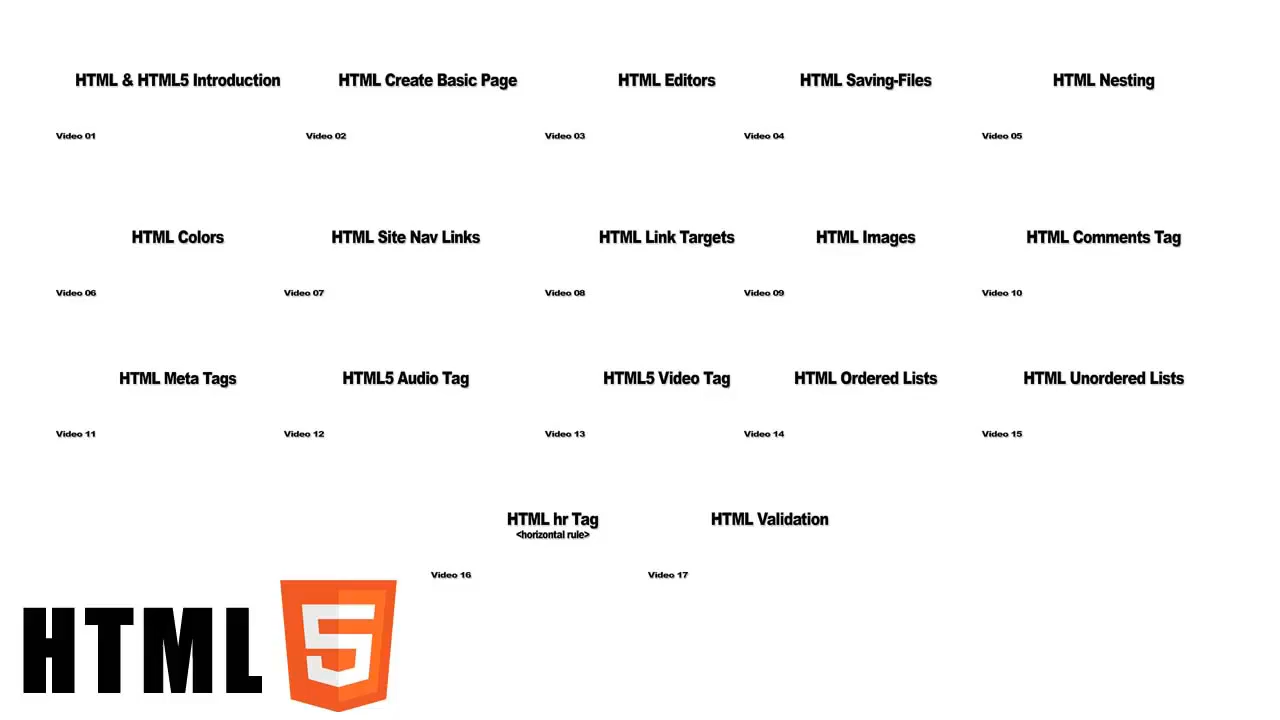 HTML & HTML5 Introduction
HTML Create Basic Page
HTML Editors
HTML Saving-Files
HTML Nesting
Video 01
Video 02
Video 03
Video 04
Video 05
HTML Colors
HTML Site Nav Links
HTML Link Targets
HTML Images
HTML Comments Tag
Video 06
Video 07
Video 08
Video 09
Video 10
HTML Meta Tags
HTML5 Audio Tag
HTML5 Video Tag
HTML Ordered Lists
HTML Unordered Lists
Video 11
Video 12
Video 13
Video 14
Video 15
HTML hr Tag
<horizontal rule>
HTML Validation
Video 16
Video 17
HTML 5